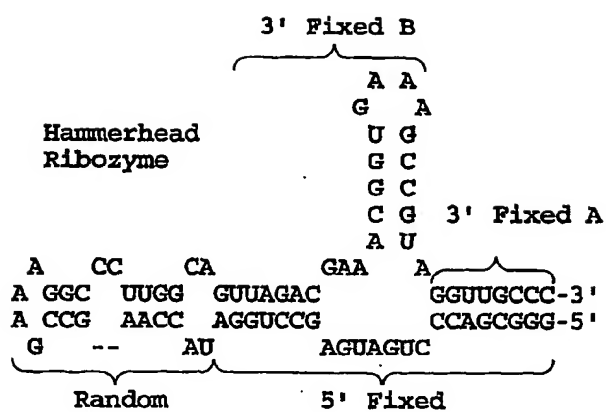 3' Fixed B
A A
G A
Hammerhead
Ribozyme
U G
G C
G C
C G
A U
3' Fixed A
A CC CA GAA A
A GGC UUGG GUUAGAC GGUUGCCC-3'
A CCG AACC AGGUCCG CCAGCGGG-5'
G -- AU AGUAGUC
Random
5' Fixed